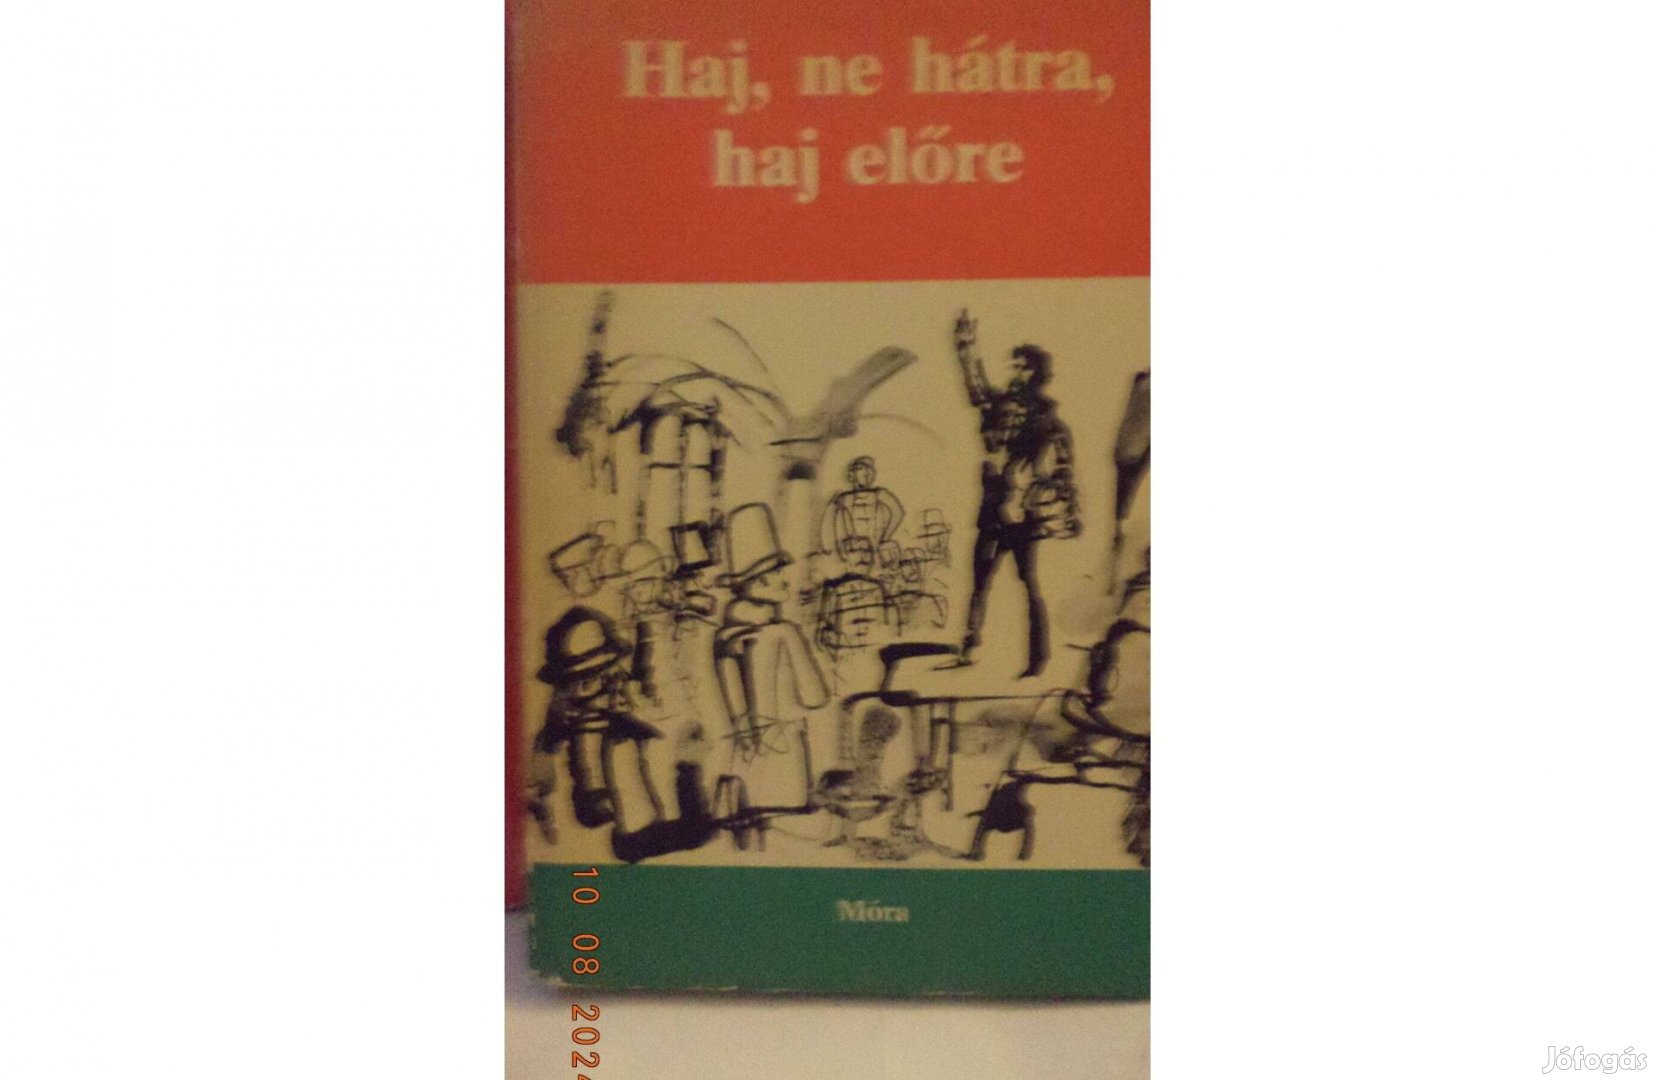 Haj, ne hátra,
haj előre
Móra
10 08 2024
Jófogás